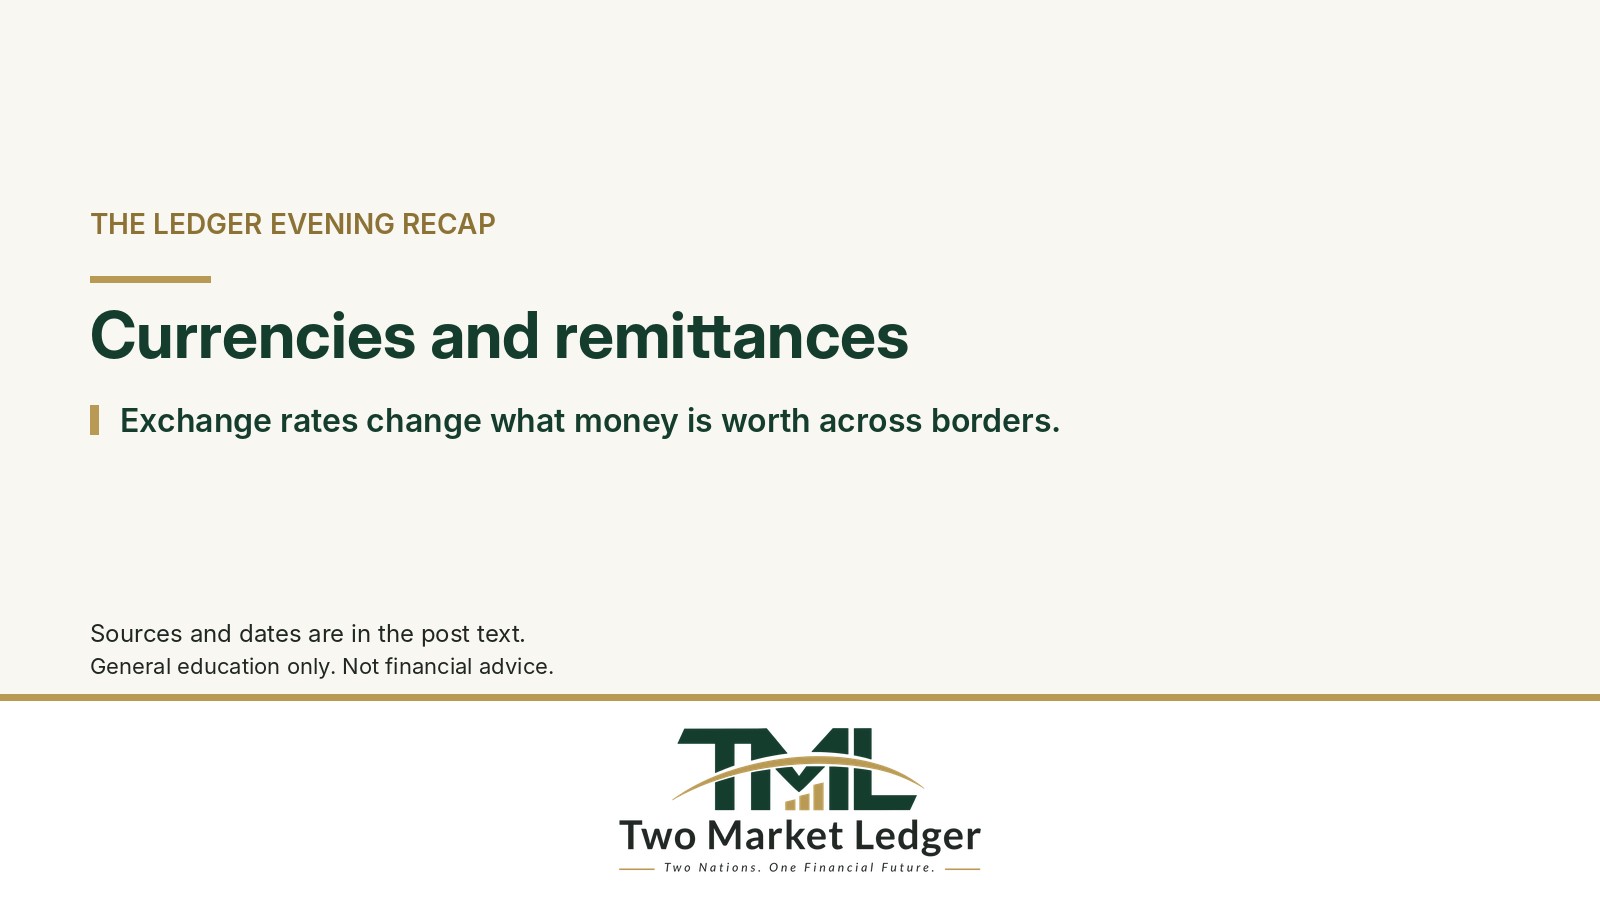 THE LEDGER EVENING RECAP
Currencies and remittances
Exchange rates change what money is worth across borders.
Sources and dates are in the post text.
General education only. Not financial advice.
TML
Two Market Ledger
Two Nations. One Financial Future.